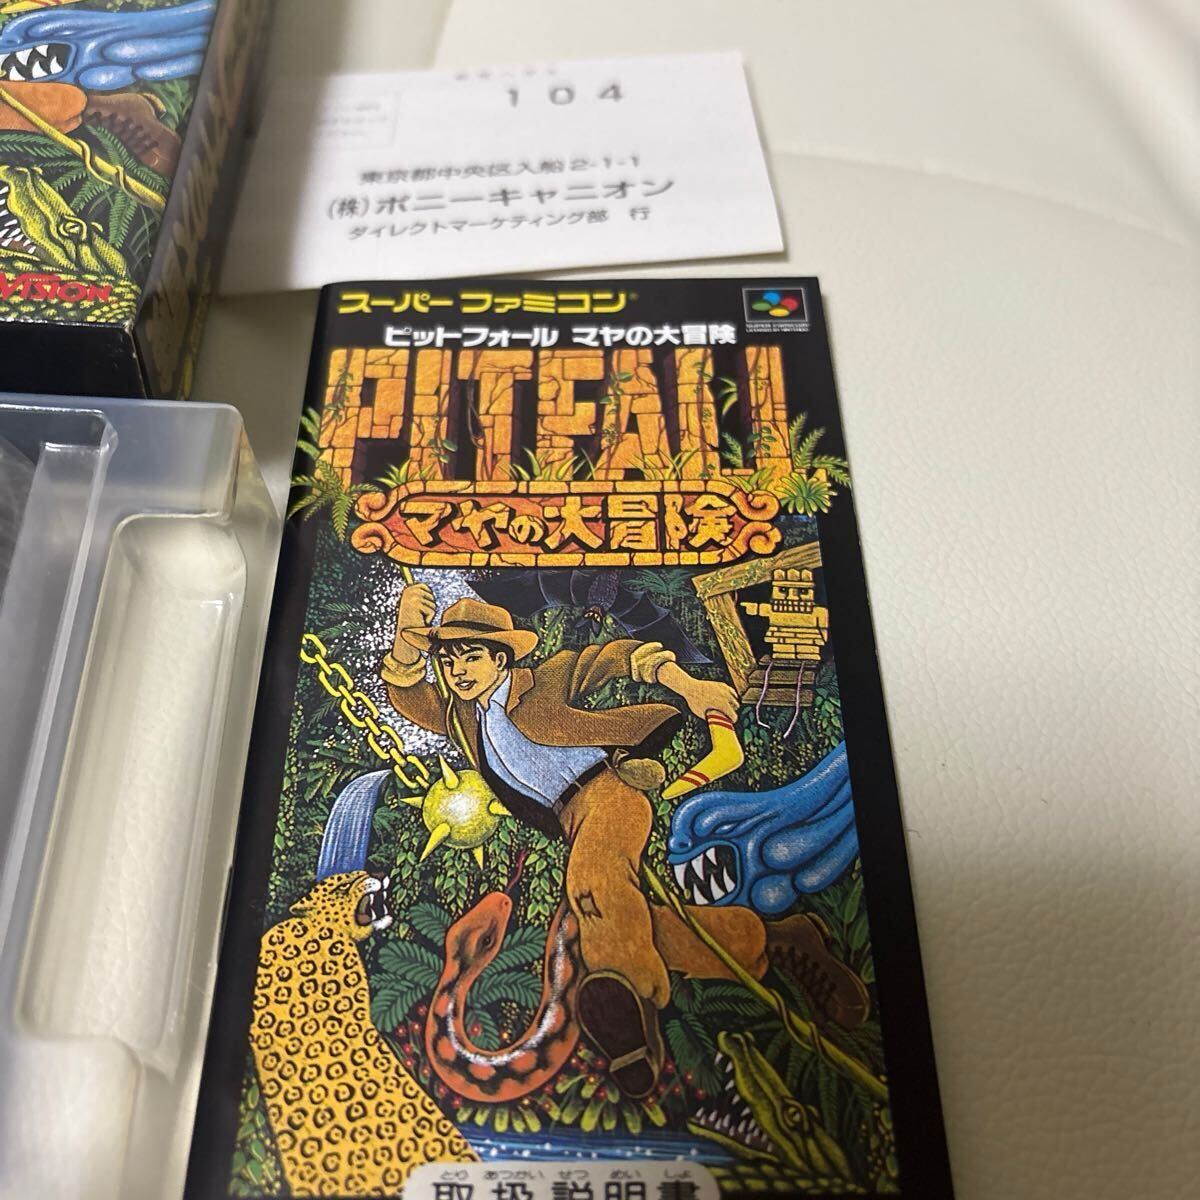 104
東京都中央区入船2-1-1
(株)ポニーキャニオン
ダイレクトマーケティング部 行
VISION
スーパーファミコン
ピットフォール マヤの大冒険
PITFALL
マヤの大冒険
とり あつかい せつ めい しょ
取扱説明書